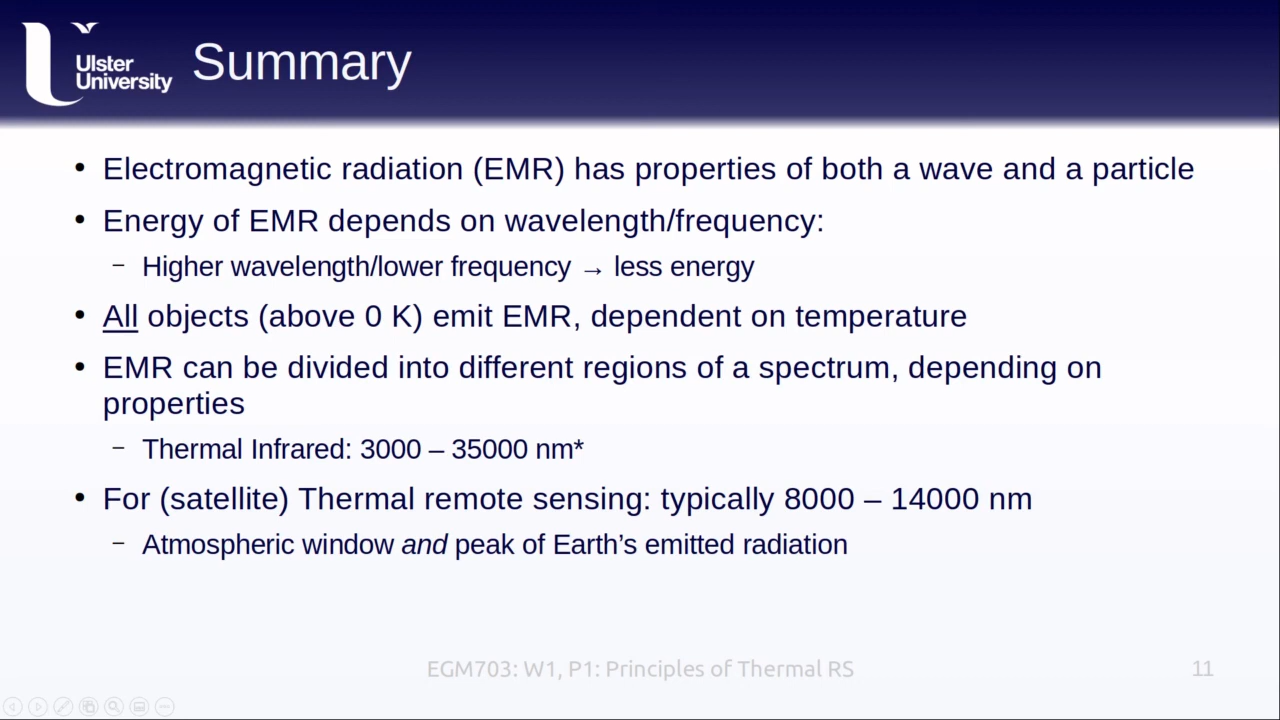 Ulster
University
Summary
• Electromagnetic radiation (EMR) has properties of both a wave and a particle
• Energy of EMR depends on wavelength/frequency:
– Higher wavelength/lower frequency → less energy
• All objects (above 0 K) emit EMR, dependent on temperature
• EMR can be divided into different regions of a spectrum, depending on
properties
– Thermal Infrared: 3000 – 35000 nm*
• For (satellite) Thermal remote sensing: typically 8000 – 14000 nm
– Atmospheric window and peak of Earth’s emitted radiation
EGM703: W1, P1: Principles of Thermal RS
11